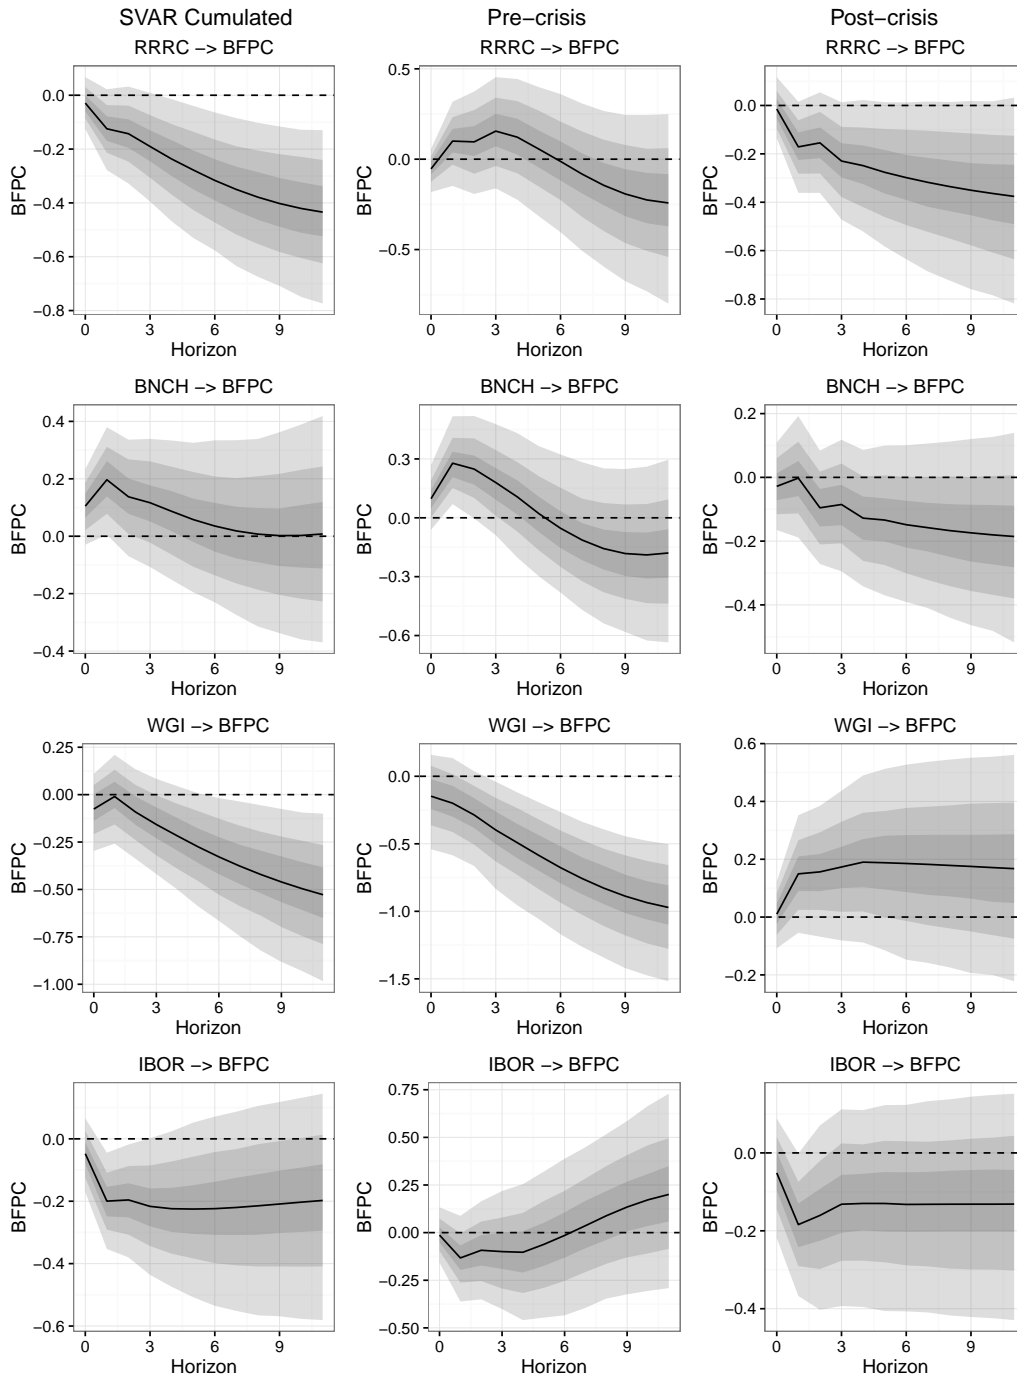 SVAR Cumulated Pre−crisis Post−crisis
RRRC −> BFPC RRRC −> BFPC RRRC −> BFPC
0.0
−0.2
−0.4
−0.6
−0.8
BFPC
0 3 6 9
Horizon
0.5
0.0
−0.5
BFPC
0 3 6 9
Horizon
0.0
−0.2
−0.4
−0.6
−0.8
BFPC
0 3 6 9
Horizon
BNCH −> BFPC BNCH −> BFPC BNCH −> BFPC
0.4
0.2
0.0
−0.2
−0.4
BFPC
0 3 6 9
Horizon
0.3
0.0
−0.3
−0.6
BFPC
0 3 6 9
Horizon
0.2
0.0
−0.2
−0.4
BFPC
0 3 6 9
Horizon
WGI −> BFPC WGI −> BFPC WGI −> BFPC
0.25
0.00
−0.25
−0.50
−0.75
−1.00
BFPC
0 3 6 9
Horizon
0.0
−0.5
−1.0
−1.5
BFPC
0 3 6 9
Horizon
0.6
0.4
0.2
0.0
−0.2
BFPC
0 3 6 9
Horizon
IBOR −> BFPC IBOR −> BFPC IBOR −> BFPC
0.0
−0.2
−0.4
−0.6
BFPC
0 3 6 9
Horizon
0.75
0.50
0.25
0.00
−0.25
−0.50
BFPC
0 3 6 9
Horizon
0.0
−0.2
−0.4
BFPC
0 3 6 9
Horizon